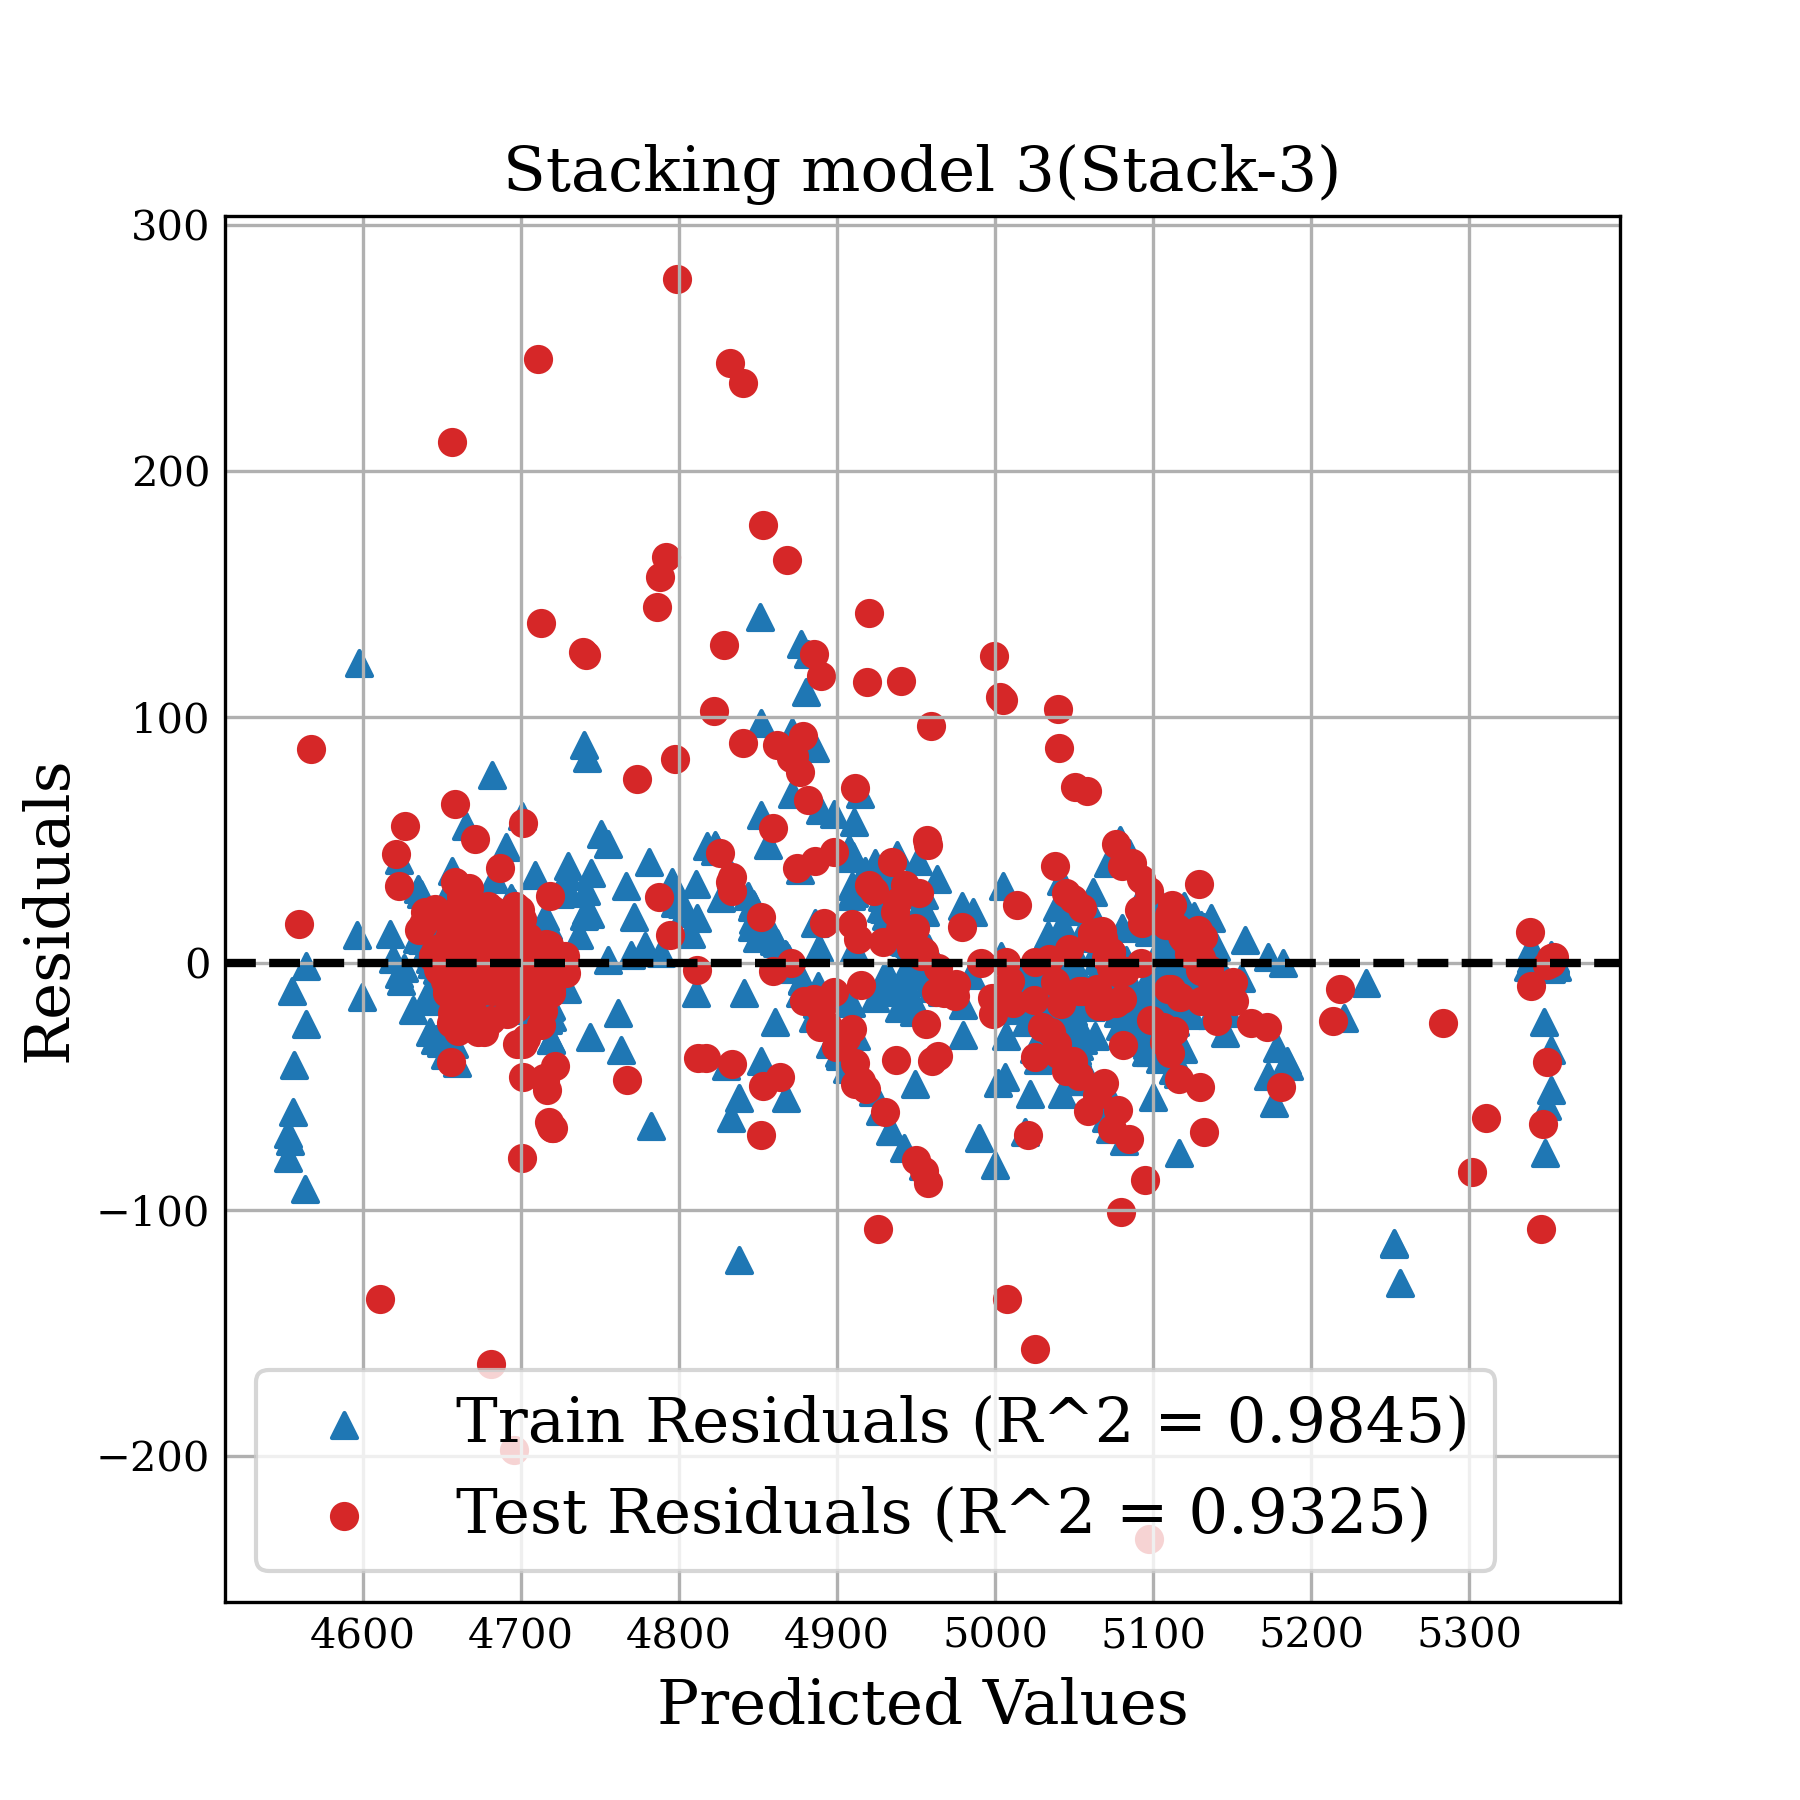 Stacking model 3(Stack-3)
300
200
100
0
−100
−200
Residuals
Train Residuals (R^2 = 0.9845)
Test Residuals (R^2 = 0.9325)
4600 4700 4800 4900 5000 5100 5200 5300
Predicted Values